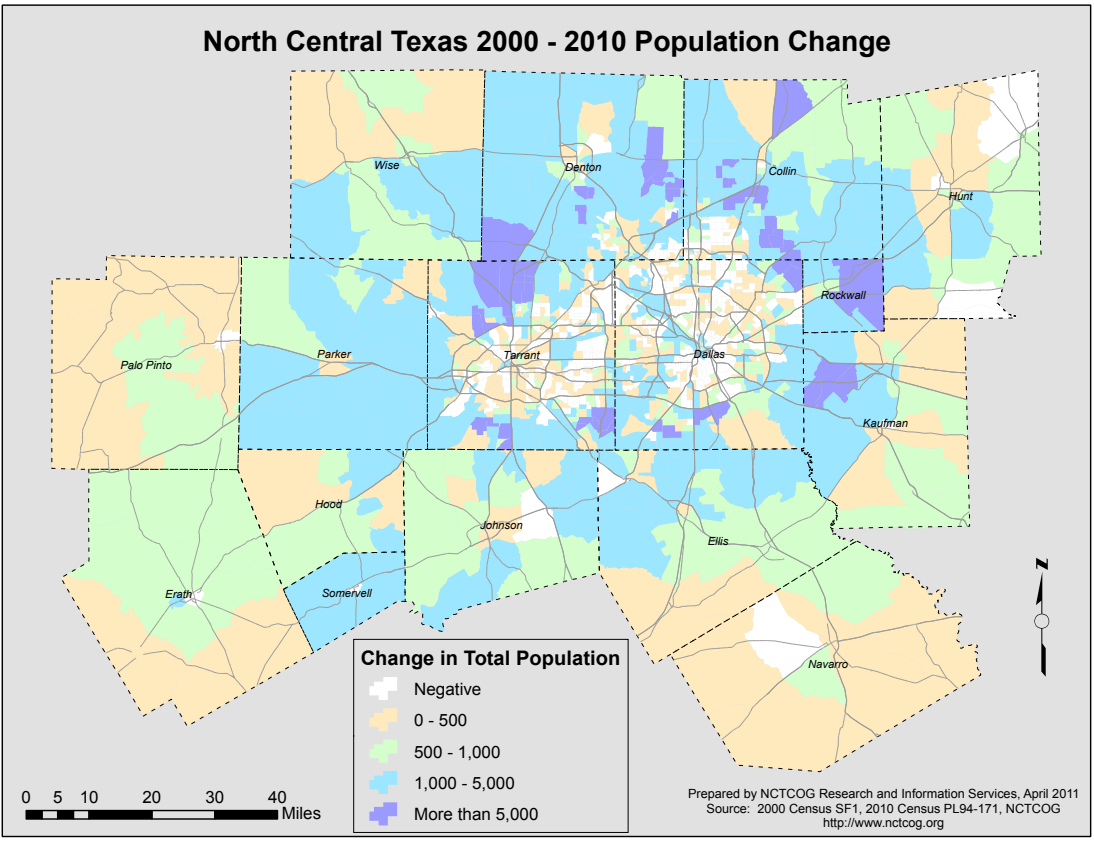 North Central Texas 2000 - 2010 Population Change
Wise
Denton
Collin
Hunt
Palo Pinto
Parker
Tarrant
Dallas
Rockwall
Kaufman
Hood
Johnson
Ellis
Erath
Somervell
Navarro
N
Change in Total Population
Negative
0 - 500
500 - 1,000
1,000 - 5,000
More than 5,000
0 5 10 20 30 40
Miles
Prepared by NCTCOG Research and Information Services, April 2011
Source: 2000 Census SF1, 2010 Census PL94-171, NCTCOG
http://www.nctcog.org